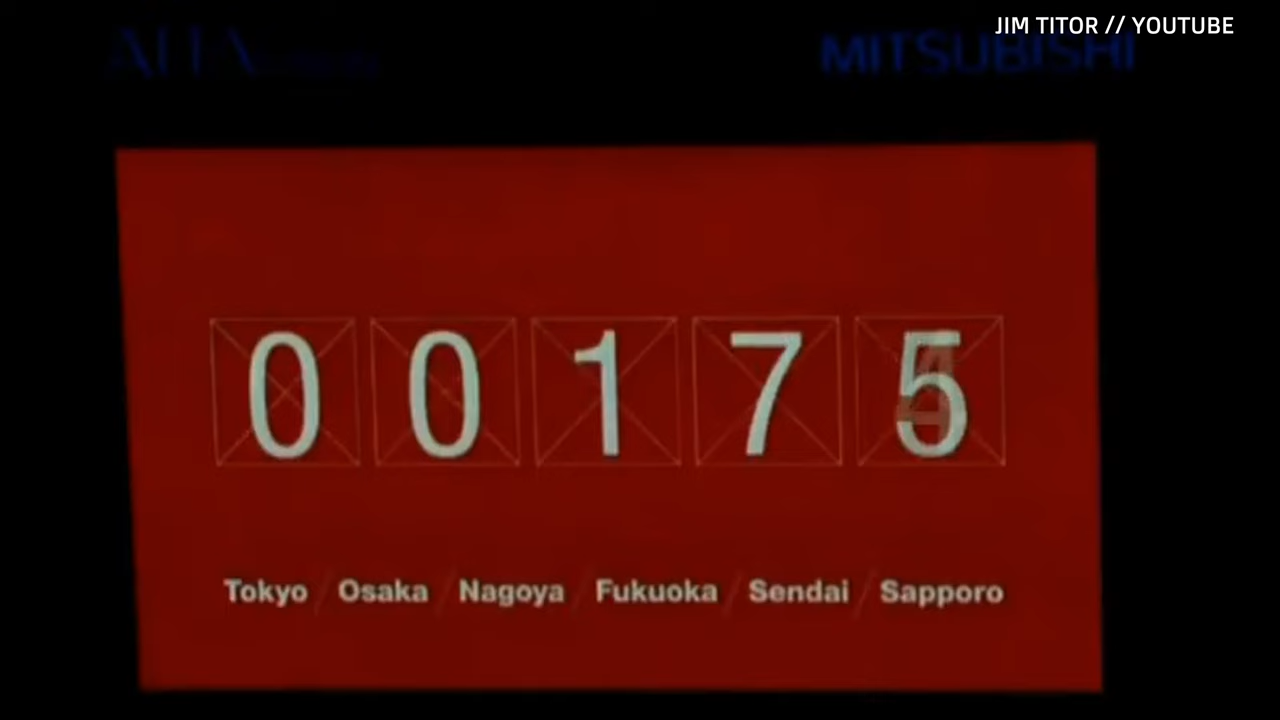 JIM TITOR // YOUTUBE
MITSUBISHI
00175
Tokyo / Osaka / Nagoya / Fukuoka / Sendai / Sapporo